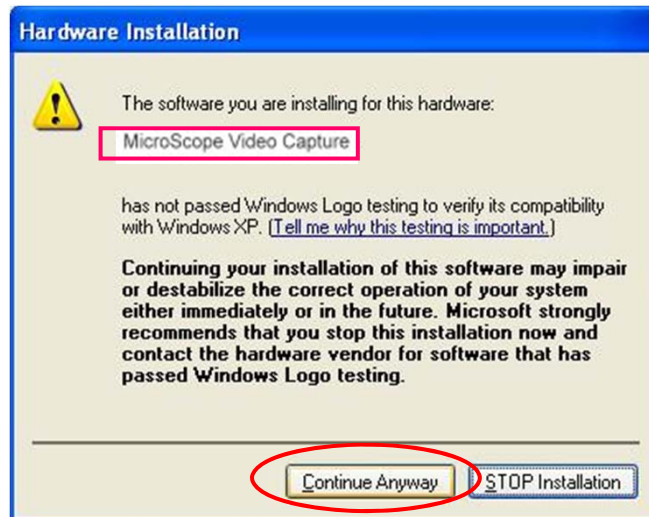 Hardware Installation
The software you are installing for this hardware:
MicroScope Video Capture
has not passed Windows Logo testing to verify its compatibility
with Windows XP. (Tell me why this testing is important.)
Continuing your installation of this software may impair
or destabilize the correct operation of your system
either immediately or in the future. Microsoft strongly
recommends that you stop this installation now and
contact the hardware vendor for software that has
passed Windows Logo testing.
Continue Anyway STOP Installation